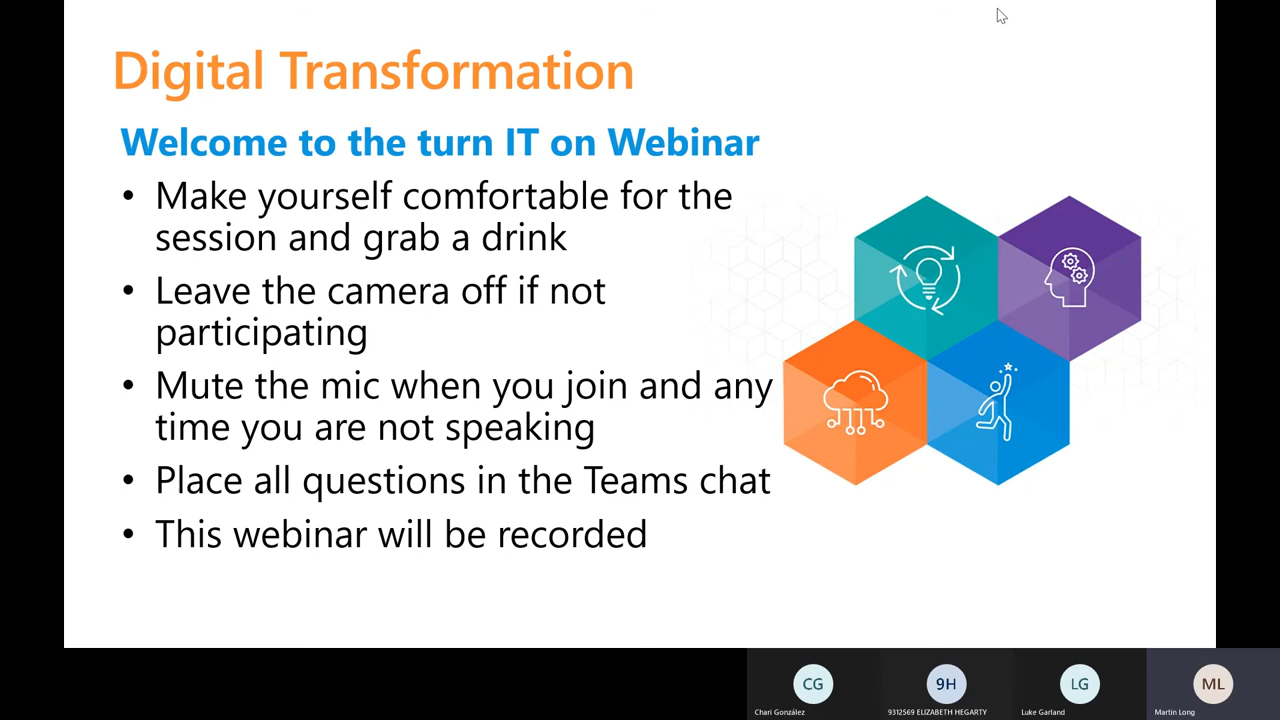 Digital Transformation
Welcome to the turn IT on Webinar
• Make yourself comfortable for the
session and grab a drink
• Leave the camera off if not
participating
• Mute the mic when you join and any
time you are not speaking
• Place all questions in the Teams chat
• This webinar will be recorded
CG 9H LG ML
Chari González 9312569 ELIZABETH HEGARTY Luke Garland Martin Long